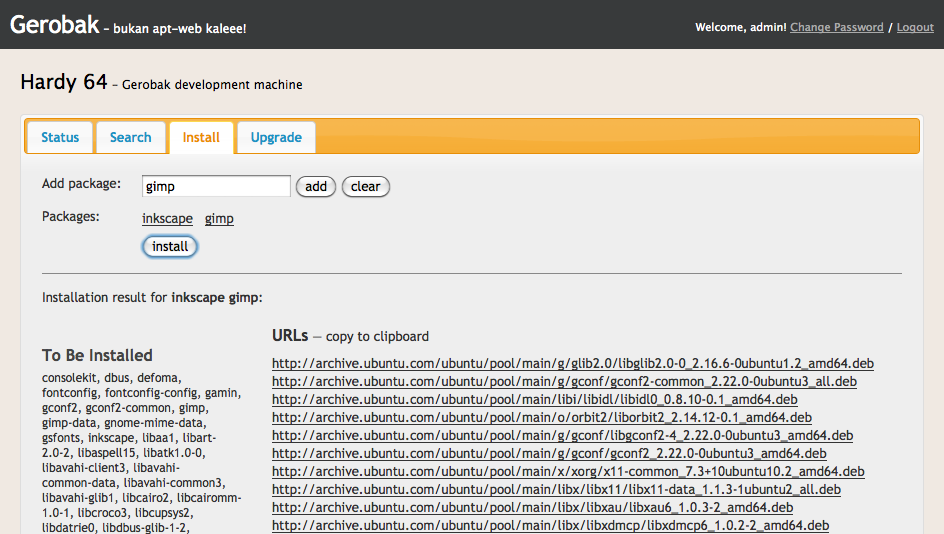 Gerobak – bukan apt-web kaleee!
Welcome, admin! Change Password / Logout
Hardy 64 – Gerobak development machine
Status Search Install Upgrade
Add package: gimp add clear
Packages: inkscape gimp
install
Installation result for inkscape gimp:
To Be Installed
consolekit, dbus, defoma,
fontconfig, fontconfig-config, gamin,
gconf2, gconf2-common, gimp,
gimp-data, gnome-mime-data,
gsfonts, inkscape, libaa1, libart-
2.0-2, libaspell15, libatk1.0-0,
libavahi-client3, libavahi-
common-data, libavahi-common3,
libavahi-glib1, libcairo2, libcairomm-
1.0-1, libcroco3, libcupsys2,
libdatrie0, libdbus-glib-1-2,
URLs — copy to clipboard
http://archive.ubuntu.com/ubuntu/pool/main/g/glib2.0/libglib2.0-0_2.16.6-0ubuntu1.2_amd64.deb
http://archive.ubuntu.com/ubuntu/pool/main/g/gconf/gconf2-common_2.22.0-0ubuntu3_all.deb
http://archive.ubuntu.com/ubuntu/pool/main/libi/libidl/libidl0_0.8.10-0.1_amd64.deb
http://archive.ubuntu.com/ubuntu/pool/main/o/orbit2/liborbit2_2.14.12-0.1_amd64.deb
http://archive.ubuntu.com/ubuntu/pool/main/g/gconf/libgconf2-4_2.22.0-0ubuntu3_amd64.deb
http://archive.ubuntu.com/ubuntu/pool/main/g/gconf/gconf2_2.22.0-0ubuntu3_amd64.deb
http://archive.ubuntu.com/ubuntu/pool/main/x/xorg/x11-common_7.3+10ubuntu10.2_amd64.deb
http://archive.ubuntu.com/ubuntu/pool/main/libx/libx11/libx11-data_1.1.3-1ubuntu2_all.deb
http://archive.ubuntu.com/ubuntu/pool/main/libx/libxau/libxau6_1.0.3-2_amd64.deb
http://archive.ubuntu.com/ubuntu/pool/main/libx/libxdmcp/libxdmcp6_1.0.2-2_amd64.deb